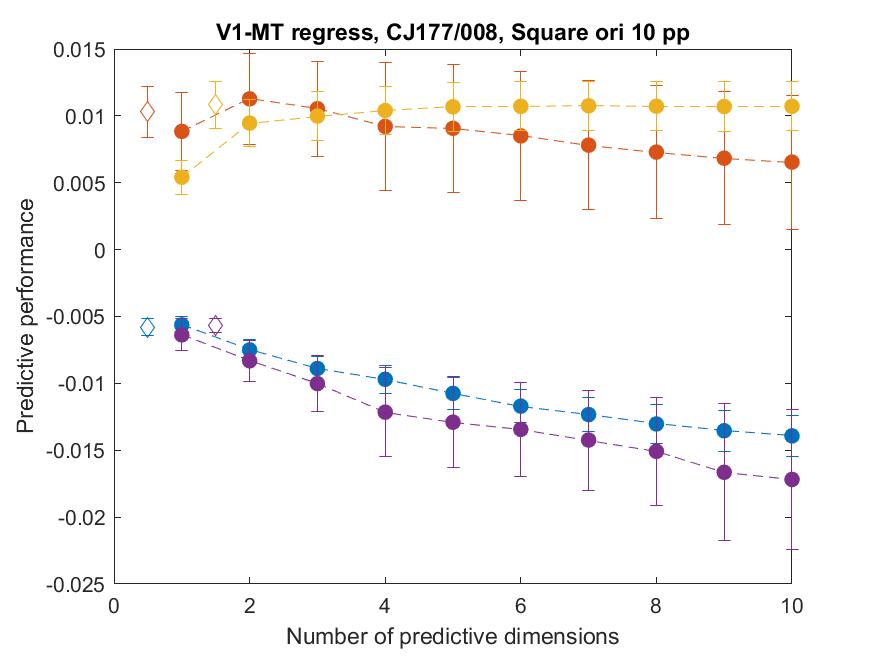 V1-MT regress, CJ177/008, Square ori 10 pp
0.015
0.01
0.005
0
-0.005
-0.01
-0.015
-0.02
-0.025
Predictive performance
0 2 4 6 8 10
Number of predictive dimensions